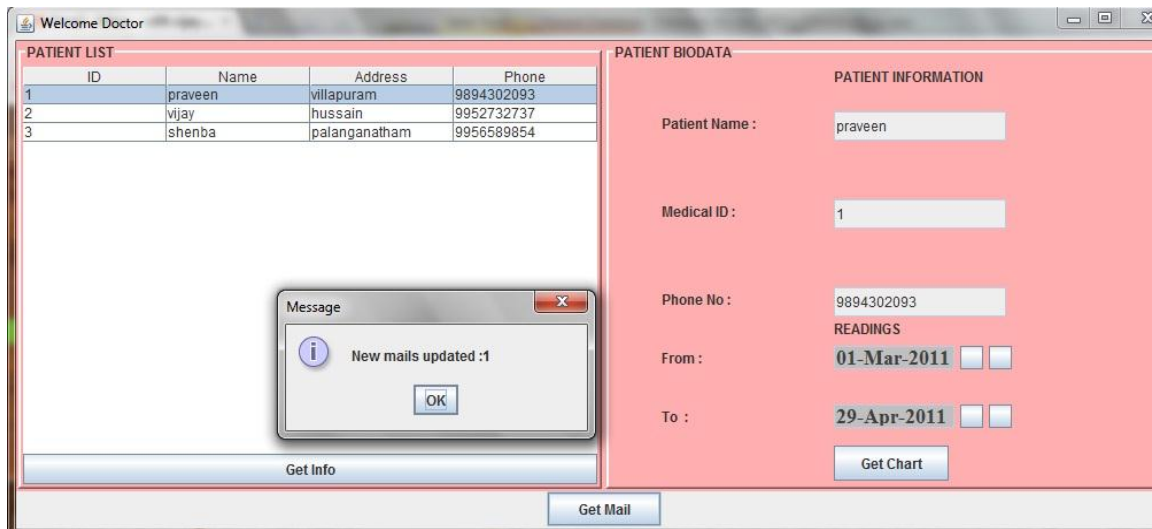 Welcome Doctor
PATIENT LIST
ID Name Address Phone
1 praveen villapuram 9894302093
2 vijay hussain 9952732737
3 shenba palanganatham 9956589854
Message
New mails updated :1
OK
Get Info
PATIENT BIODATA
PATIENT INFORMATION
Patient Name : praveen
Medical ID : 1
Phone No : 9894302093
READINGS
From : 01-Mar-2011
To : 29-Apr-2011
Get Chart
Get Mail